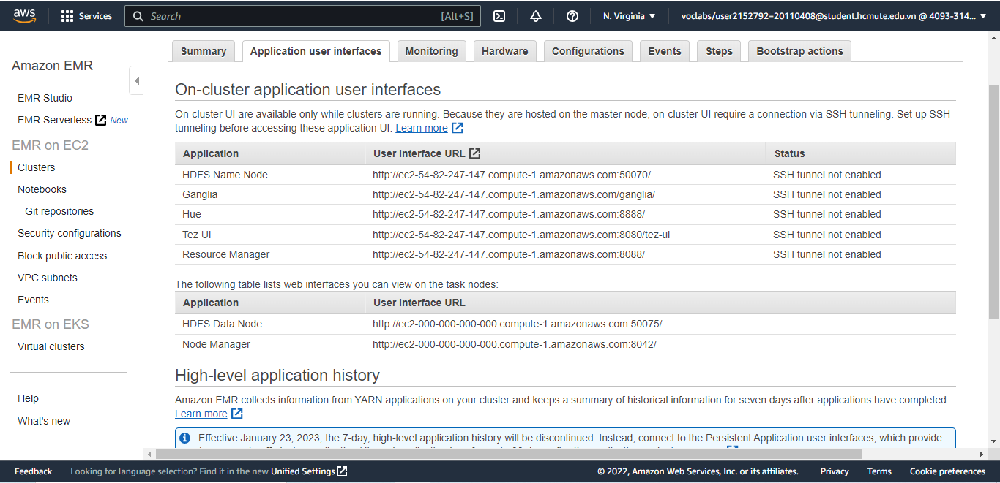 aws
Services
Search [Alt+S]
N. Virginia
voclabs/user2152792=20110408@student.hcmute.edu.vn @ 4093-314...
Amazon EMR
EMR Studio
EMR Serverless New
EMR on EC2
Clusters
Notebooks
Git repositories
Security configurations
Block public access
VPC subnets
Events
EMR on EKS
Virtual clusters
Help
What's new
Summary Application user interfaces Monitoring Hardware Configurations Events Steps Bootstrap actions
On-cluster application user interfaces
On-cluster UI are available only while clusters are running. Because they are hosted on the master node, on-cluster UI require a connection via SSH tunneling. Set up SSH
tunneling before accessing these application UI. Learn more
Application User interface URL Status
HDFS Name Node http://ec2-54-82-247-147.compute-1.amazonaws.com:50070/ SSH tunnel not enabled
Ganglia http://ec2-54-82-247-147.compute-1.amazonaws.com/ganglia/ SSH tunnel not enabled
Hue http://ec2-54-82-247-147.compute-1.amazonaws.com:8888/ SSH tunnel not enabled
Tez UI http://ec2-54-82-247-147.compute-1.amazonaws.com:8080/tez-ui SSH tunnel not enabled
Resource Manager http://ec2-54-82-247-147.compute-1.amazonaws.com:8088/ SSH tunnel not enabled
The following table lists web interfaces you can view on the task nodes:
Application User interface URL
HDFS Data Node http://ec2-000-000-000-000.compute-1.amazonaws.com:50075/
Node Manager http://ec2-000-000-000-000.compute-1.amazonaws.com:8042/
High-level application history
Amazon EMR collects information from YARN applications on your cluster and keeps a summary of historical information for seven days after applications have completed.
Learn more
Effective January 23, 2023, the 7-day, high-level application history will be discontinued. Instead, connect to the Persistent Application user interfaces, which provide
Feedback Looking for language selection? Find it in the new Unified Settings © 2022, Amazon Web Services, Inc. or its affiliates. Privacy Terms Cookie preferences